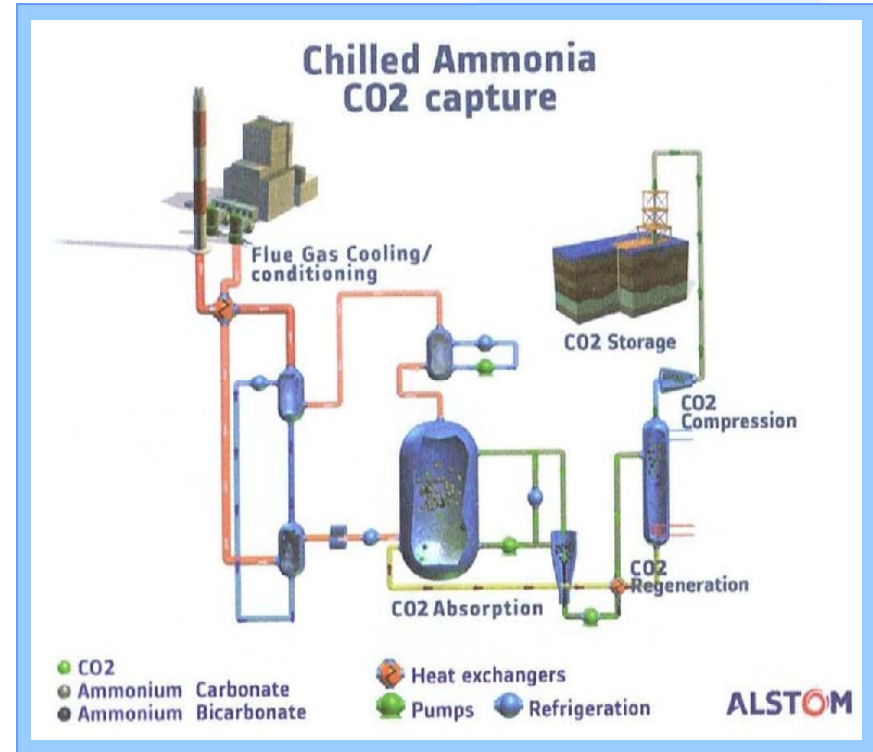 Chilled Ammonia
CO2 capture
Flue Gas Cooling/
conditioning
CO2 Storage
CO2
Compression
CO2
Regeneration
CO2 Absorption
CO2
Ammonium Carbonate
Ammonium Bicarbonate
Heat exchangers
Pumps
Refrigeration
ALSTOM